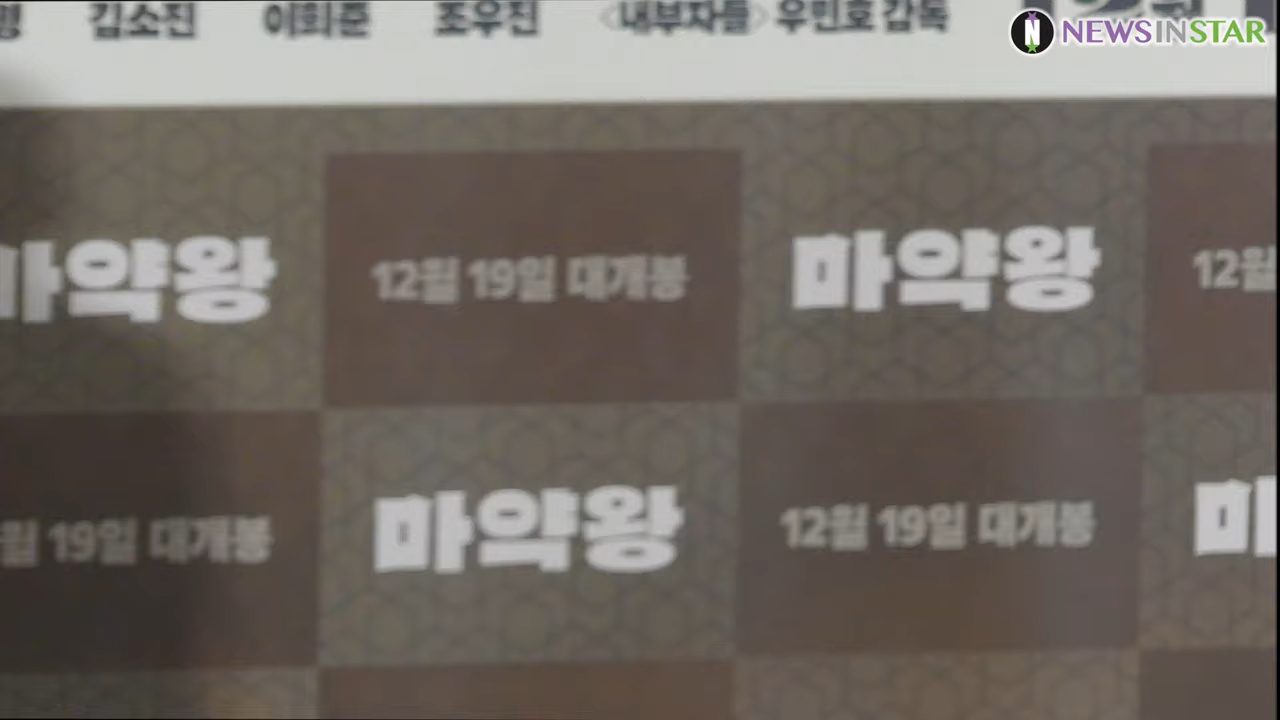 김소진 이희준 조우진 <내부자들> 우민호 감독
NEWSINSTAR
마약왕 12월 19일 대개봉 마약왕 12월
월 19일 대개봉 마약왕 12월 19일 대개봉 마